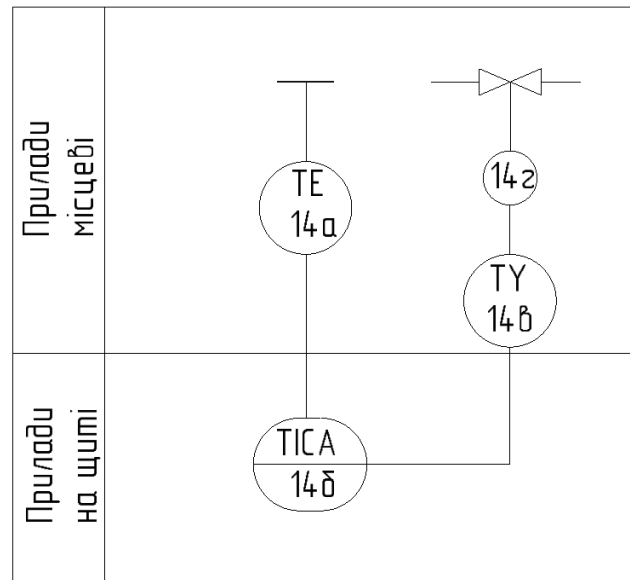 Прилади
місцеві
TE
14а
14г
TY
14в
Прилади
на щиті
TICA
14б